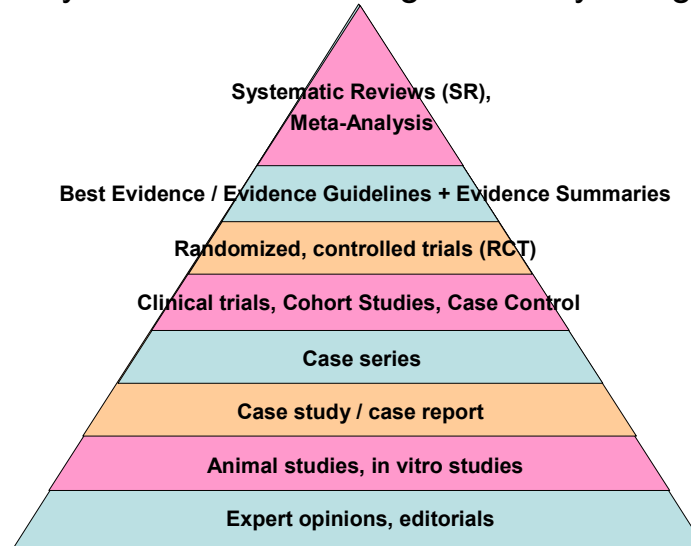 Systematic Reviews (SR),
Meta-Analysis
Best Evidence / Evidence Guidelines + Evidence Summaries
Randomized, controlled trials (RCT)
Clinical trials, Cohort Studies, Case Control
Case series
Case study / case report
Animal studies, in vitro studies
Expert opinions, editorials